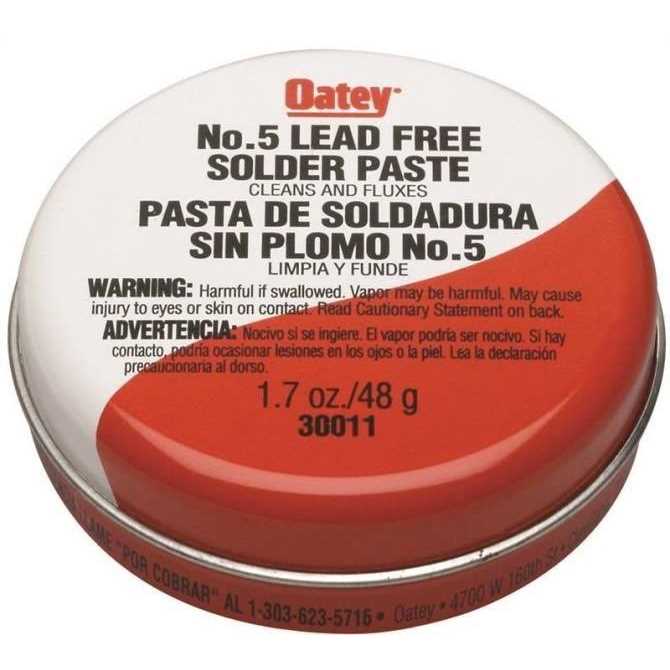 Oatey
No.5 LEAD FREE
SOLDER PASTE
CLEANS AND FLUXES
PASTA DE SOLDADURA
SIN PLOMO No.5
LIMPIA Y FUNDE
WARNING: Harmful if swallowed. Vapor may be harmful. May cause
injury to eyes or skin on contact. Read Cautionary Statement on back.
ADVERTENCIA: Nocivo si se ingiere. El vapor podría ser nocivo. Si hay
contacto, podría ocasionar lesiones en los ojos o la piel. Lea la declaración
precaucionaria al dorso.
1.7 oz./48 g
30011
LLAME "POR COBRAR" AL 1-303-623-5716 • Oatey • 4700 W 160th St •